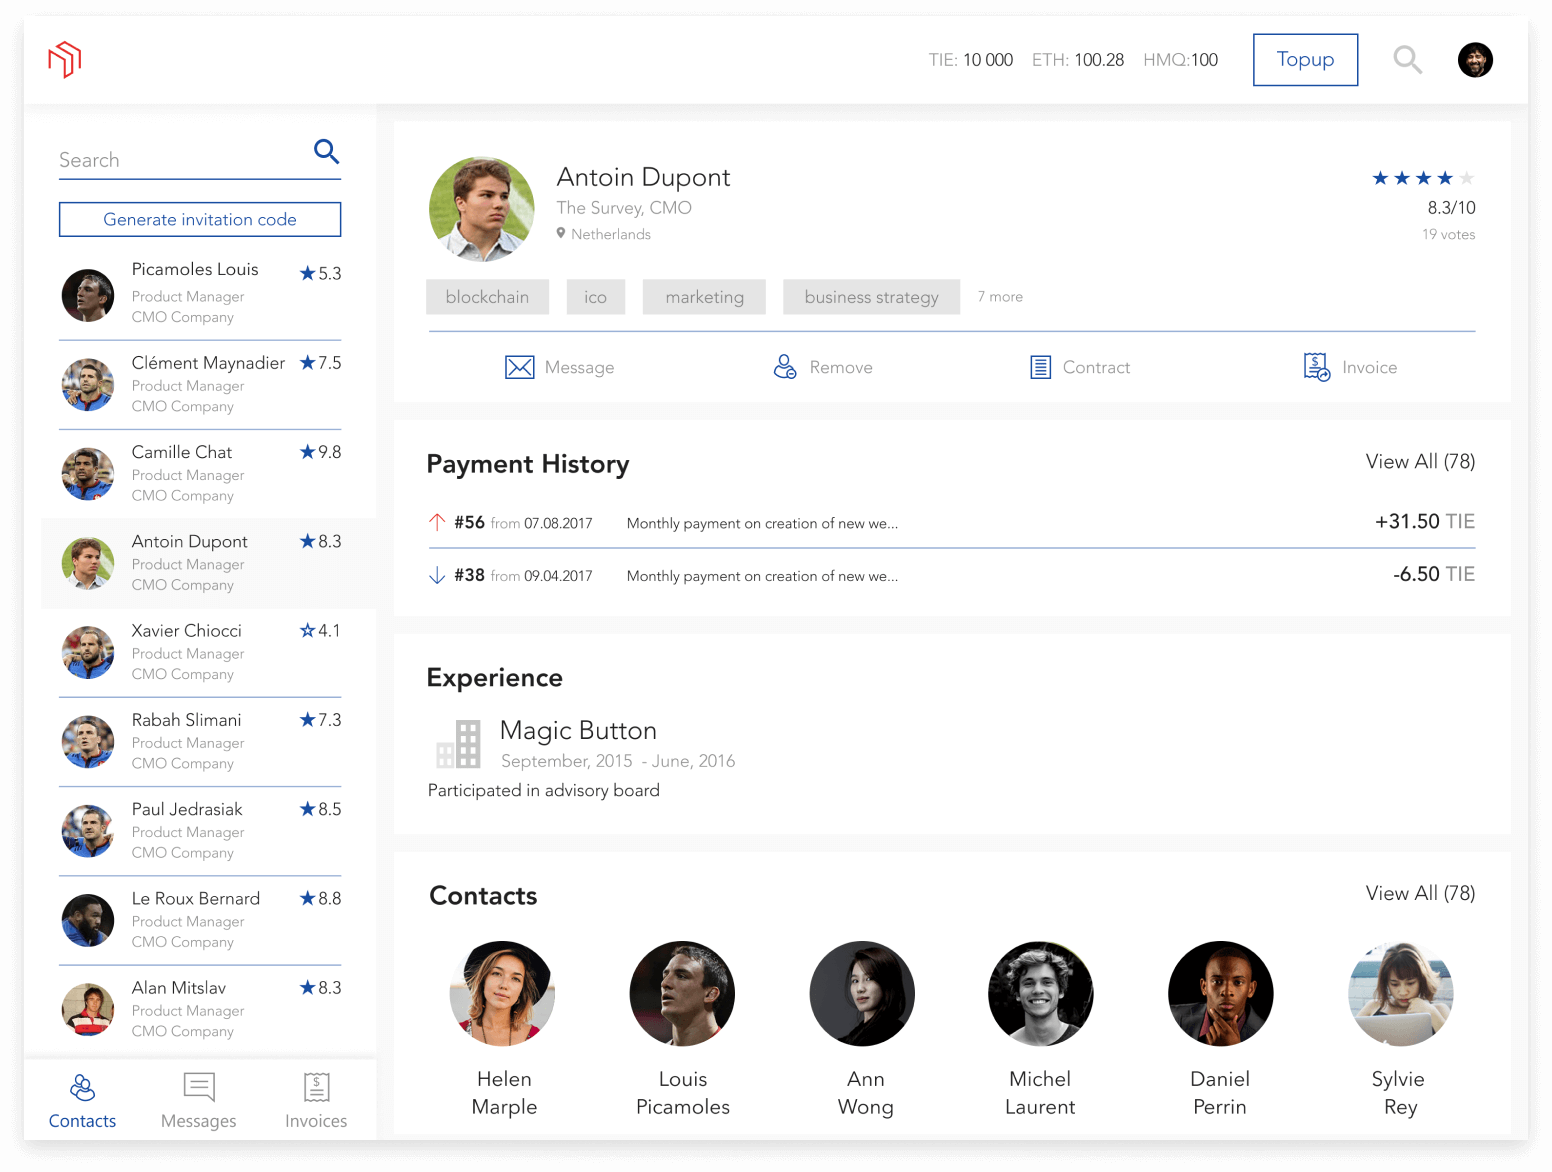 TIE: 10 000 ETH: 100.28 HMQ:100
Topup
Search
Generate invitation code
Picamoles Louis 5.3
Product Manager
CMO Company
Clément Maynadier 7.5
Product Manager
CMO Company
Camille Chat 9.8
Product Manager
CMO Company
Antoin Dupont 8.3
Product Manager
CMO Company
Xavier Chiocci 4.1
Product Manager
CMO Company
Rabah Slimani 7.3
Product Manager
CMO Company
Paul Jedrasiak 8.5
Product Manager
CMO Company
Le Roux Bernard 8.8
Product Manager
CMO Company
Alan Mitslav 8.3
Product Manager
CMO Company
Contacts Messages Invoices
Antoin Dupont
The Survey, CMO
Netherlands
8.3/10
19 votes
blockchain ico marketing business strategy 7 more
Message Remove Contract Invoice
Payment History View All (78)
#56 from 07.08.2017 Monthly payment on creation of new we... +31.50 TIE
#38 from 09.04.2017 Monthly payment on creation of new we... -6.50 TIE
Experience
Magic Button
September, 2015 - June, 2016
Participated in advisory board
Contacts View All (78)
Helen Louis Ann Michel Daniel Sylvie
Marple Picamoles Wong Laurent Perrin Rey